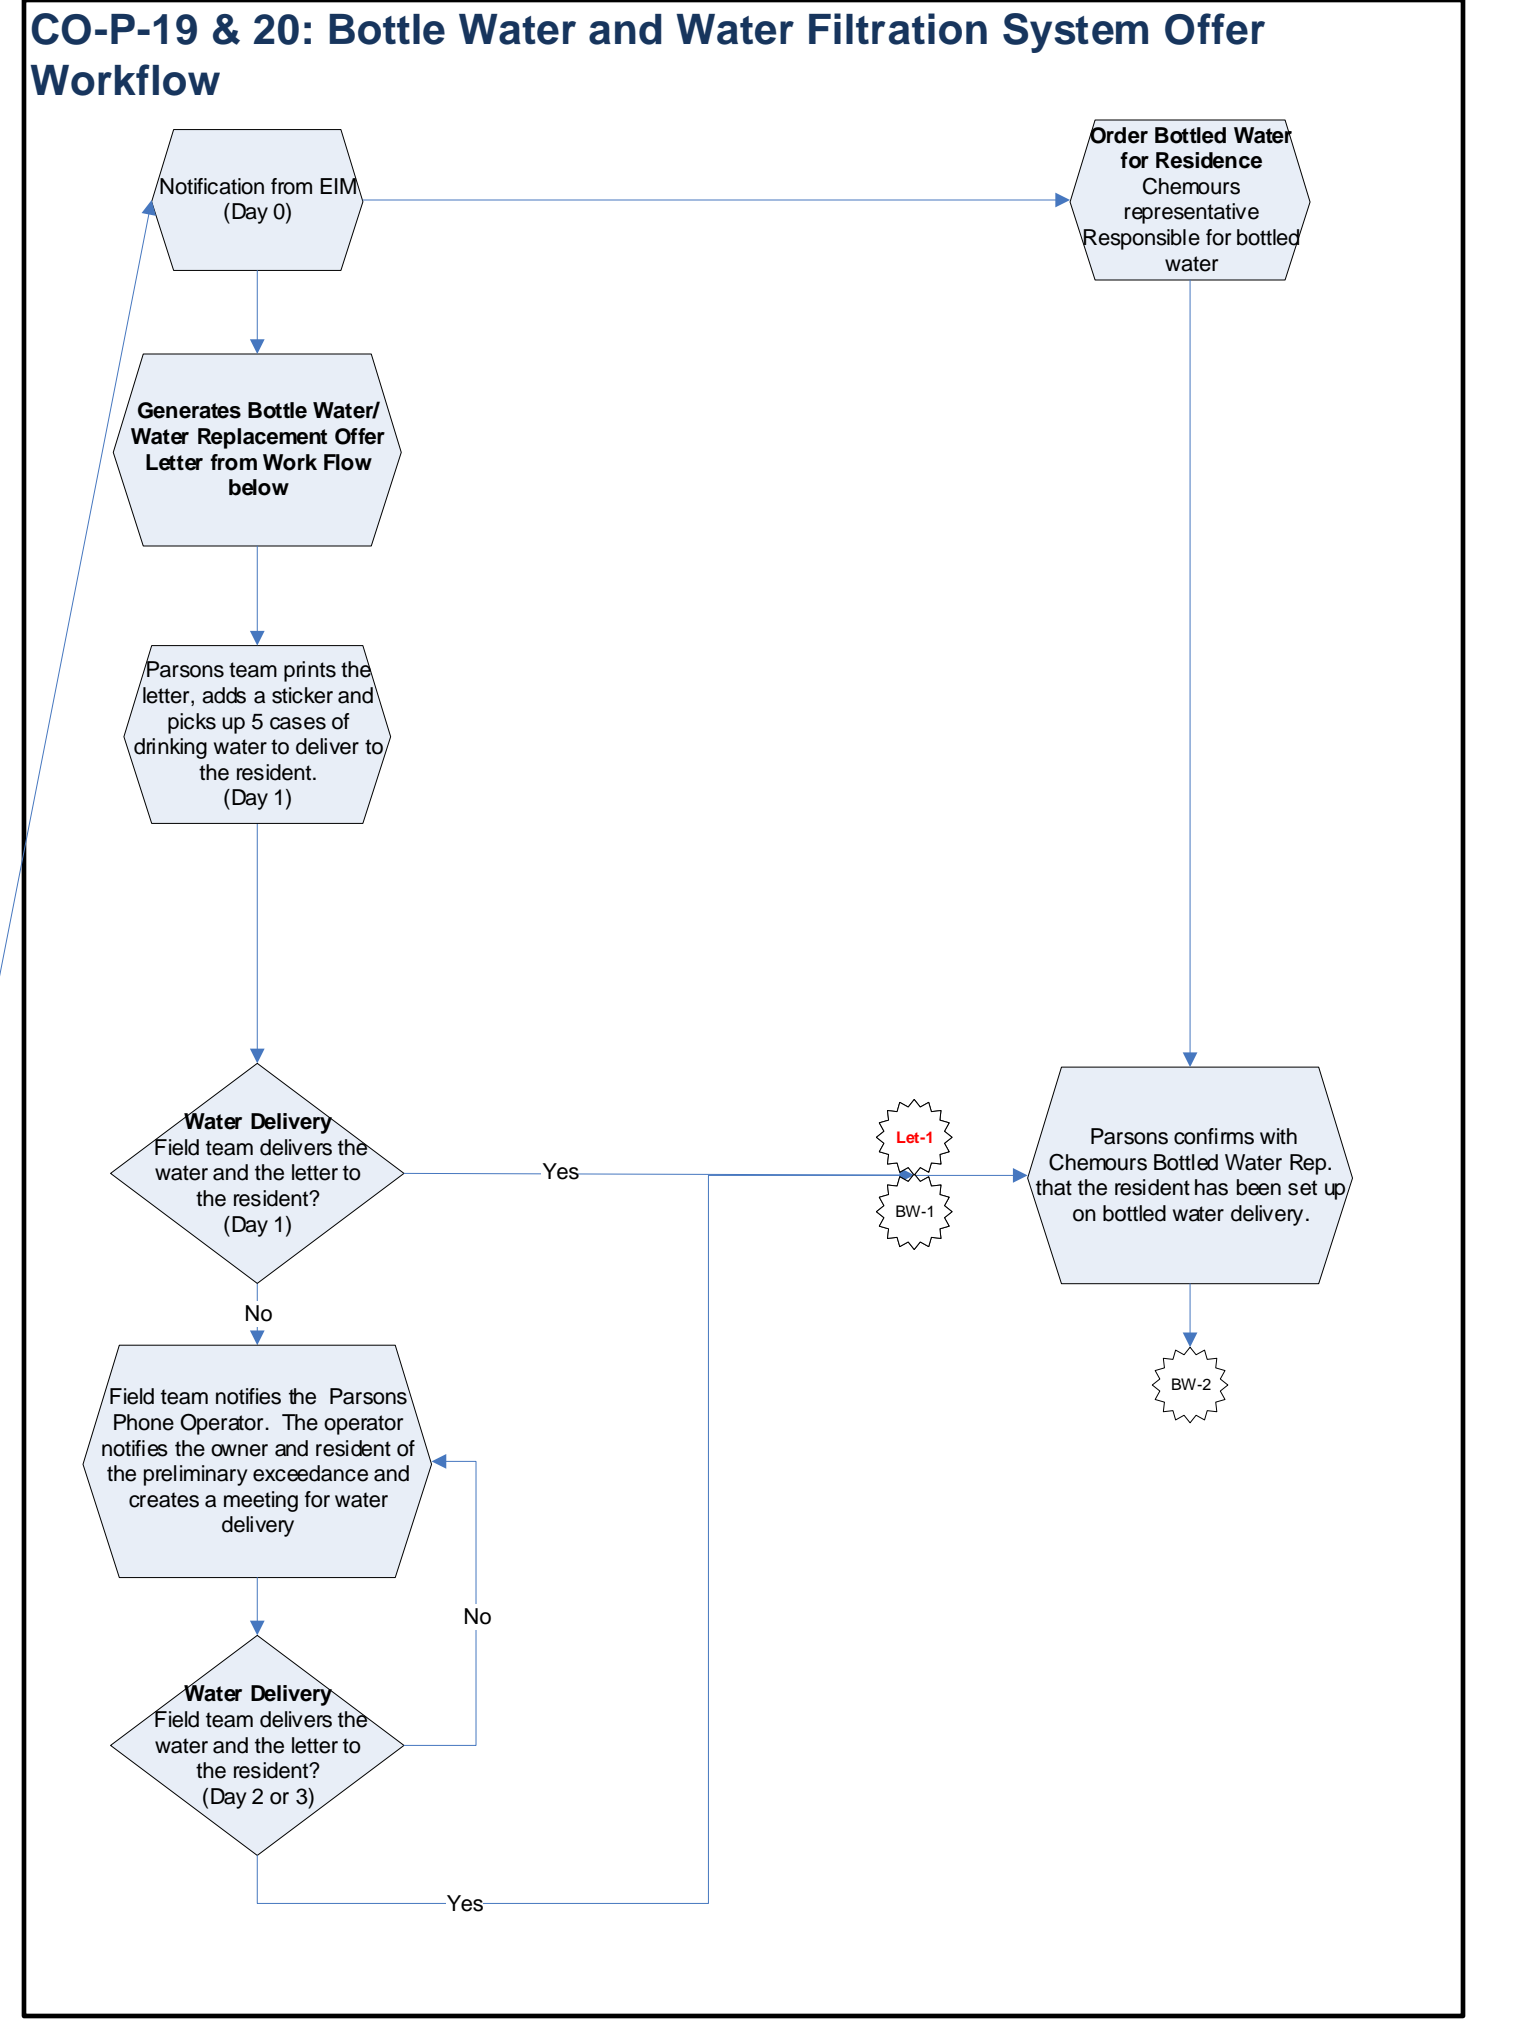 CO-P-19 & 20: Bottle Water and Water Filtration System Offer
Workflow
Notification from EIM
(Day 0)
Order Bottled Water
for Residence
Chemours
representative
Responsible for bottled
water
Generates Bottle Water/
Water Replacement Offer
Letter from Work Flow
below
Parsons team prints the
letter, adds a sticker and
picks up 5 cases of
drinking water to deliver to
the resident.
(Day 1)
Water Delivery
Field team delivers the
water and the letter to
the resident?
(Day 1)
Yes
Let-1
BW-1
Parsons confirms with
Chemours Bottled Water Rep.
that the resident has been set up
on bottled water delivery.
No
BW-2
Field team notifies the  Parsons
Phone Operator.  The operator
notifies the owner and resident of
the preliminary exceedance and
creates a meeting for water
delivery
No
Water Delivery
Field team delivers the
water and the letter to
the resident?
(Day 2 or 3)
Yes